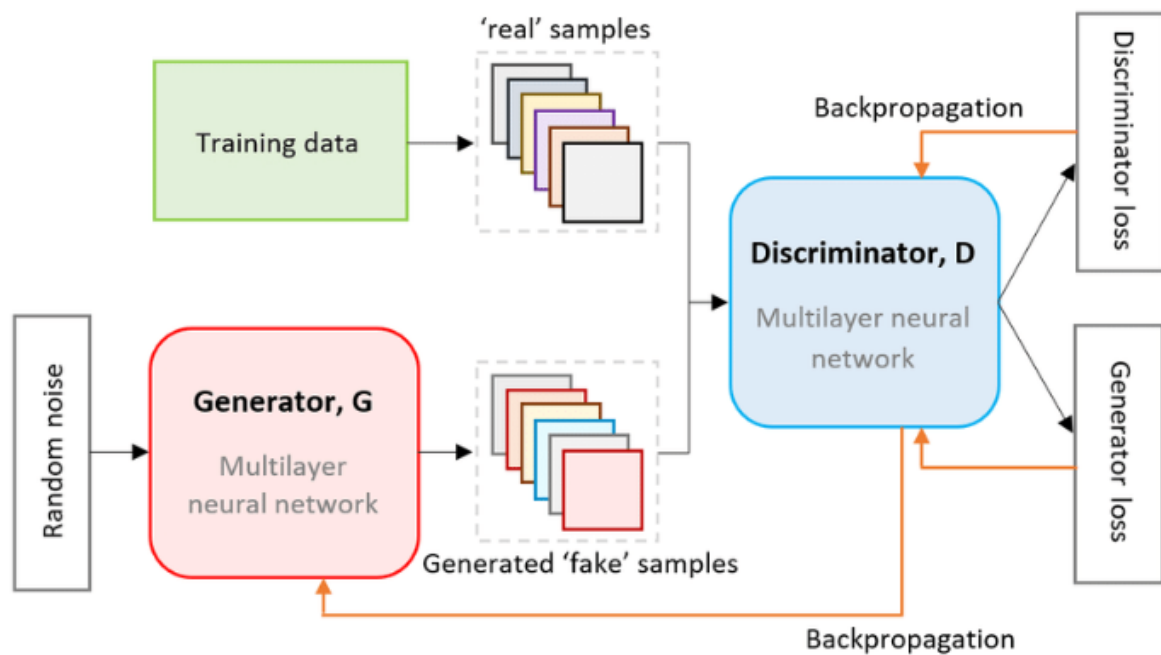 'real' samples
Training data
Backpropagation
Discriminator loss
Discriminator, D
Multilayer neural
network
Random noise
Generator, G
Multilayer
neural network
Generated 'fake' samples
Generator loss
Backpropagation